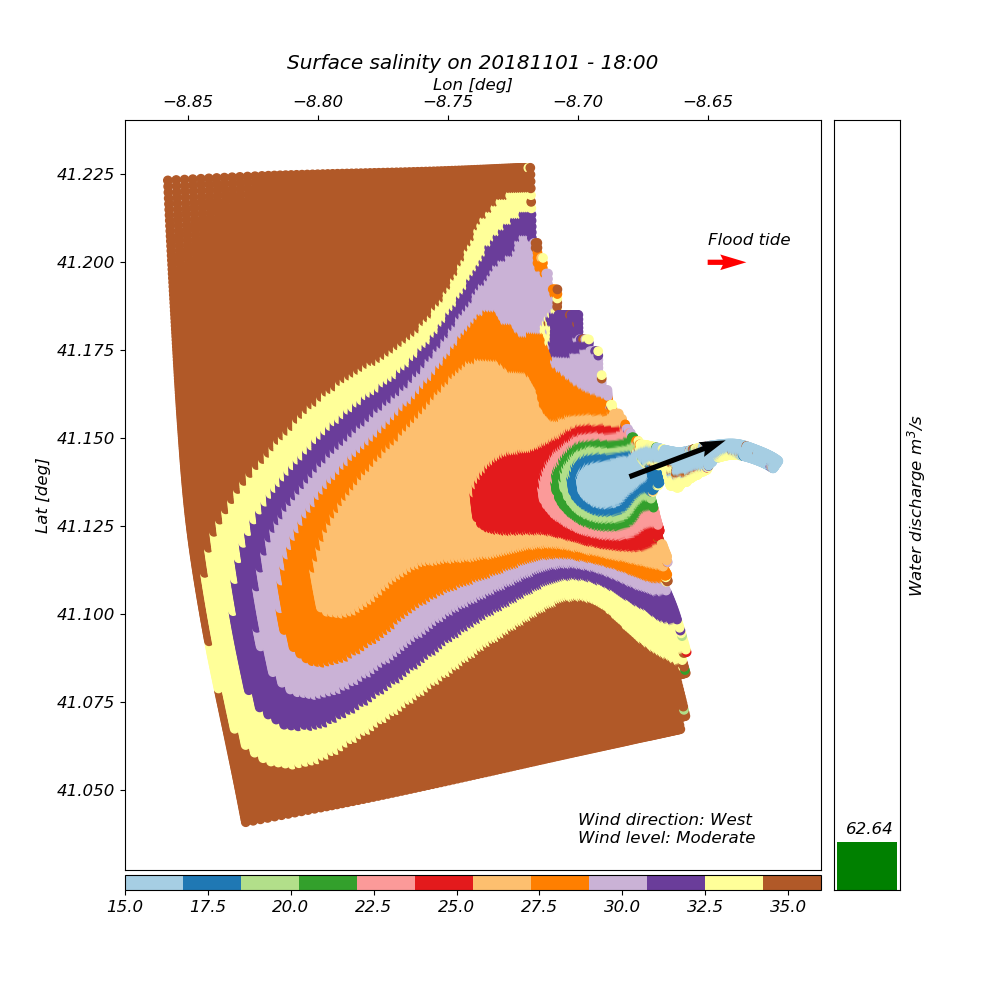 Surface salinity on 20181101 - 18:00
Lon [deg]
−8.85 −8.80 −8.75 −8.70 −8.65
41.225
41.200
41.175
41.150
41.125
41.100
41.075
41.050
Lat [deg]
Flood tide
Wind direction: West
Wind level: Moderate
62.64
Water discharge m³/s
15.0 17.5 20.0 22.5 25.0 27.5 30.0 32.5 35.0